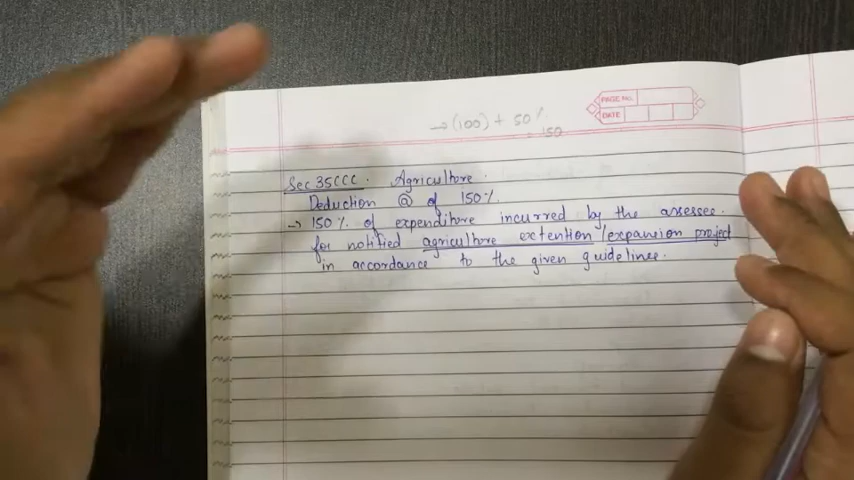 PAGE NO.
DATE
→ (100) + 50%
= 150
Sec 35CCC. Agriculture.
Deduction @ of 150%.
→ 150% of expenditure incurred by the assessee.
for notified agriculture extention / expansion project
in accordance to the given guidelines.